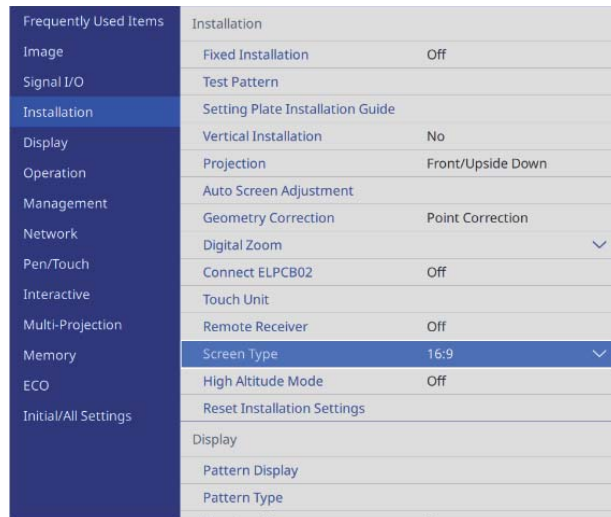 Frequently Used Items
Image
Signal I/O
Installation
Display
Operation
Management
Network
Pen/Touch
Interactive
Multi-Projection
Memory
ECO
Initial/All Settings
Installation
Fixed Installation Off
Test Pattern
Setting Plate Installation Guide
Vertical Installation No
Projection Front/Upside Down
Auto Screen Adjustment
Geometry Correction Point Correction
Digital Zoom
Connect ELPCB02 Off
Touch Unit
Remote Receiver Off
Screen Type 16:9
High Altitude Mode Off
Reset Installation Settings
Display
Pattern Display
Pattern Type